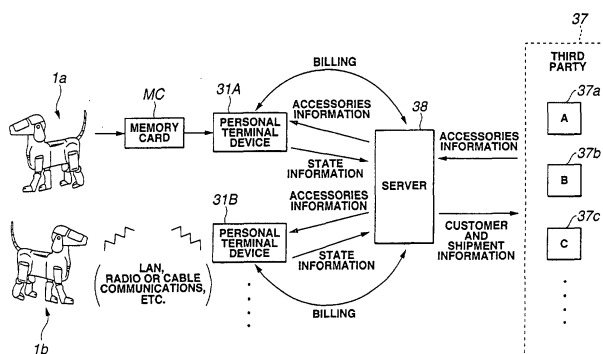 37
THIRD
PARTY
BILLING
1a
MC
31A
ACCESSORIES
INFORMATION
38
37a
MEMORY
CARD
PERSONAL
TERMINAL
DEVICE
A
ACCESSORIES
INFORMATION
STATE
INFORMATION
37b
SERVER
B
31B
ACCESSORIES
INFORMATION
37c
PERSONAL
TERMINAL
DEVICE
CUSTOMER
AND
SHIPMENT
INFORMATION
C
STATE
INFORMATION
LAN,
RADIO OR CABLE
COMMUNICATIONS,
ETC.
BILLING
1b